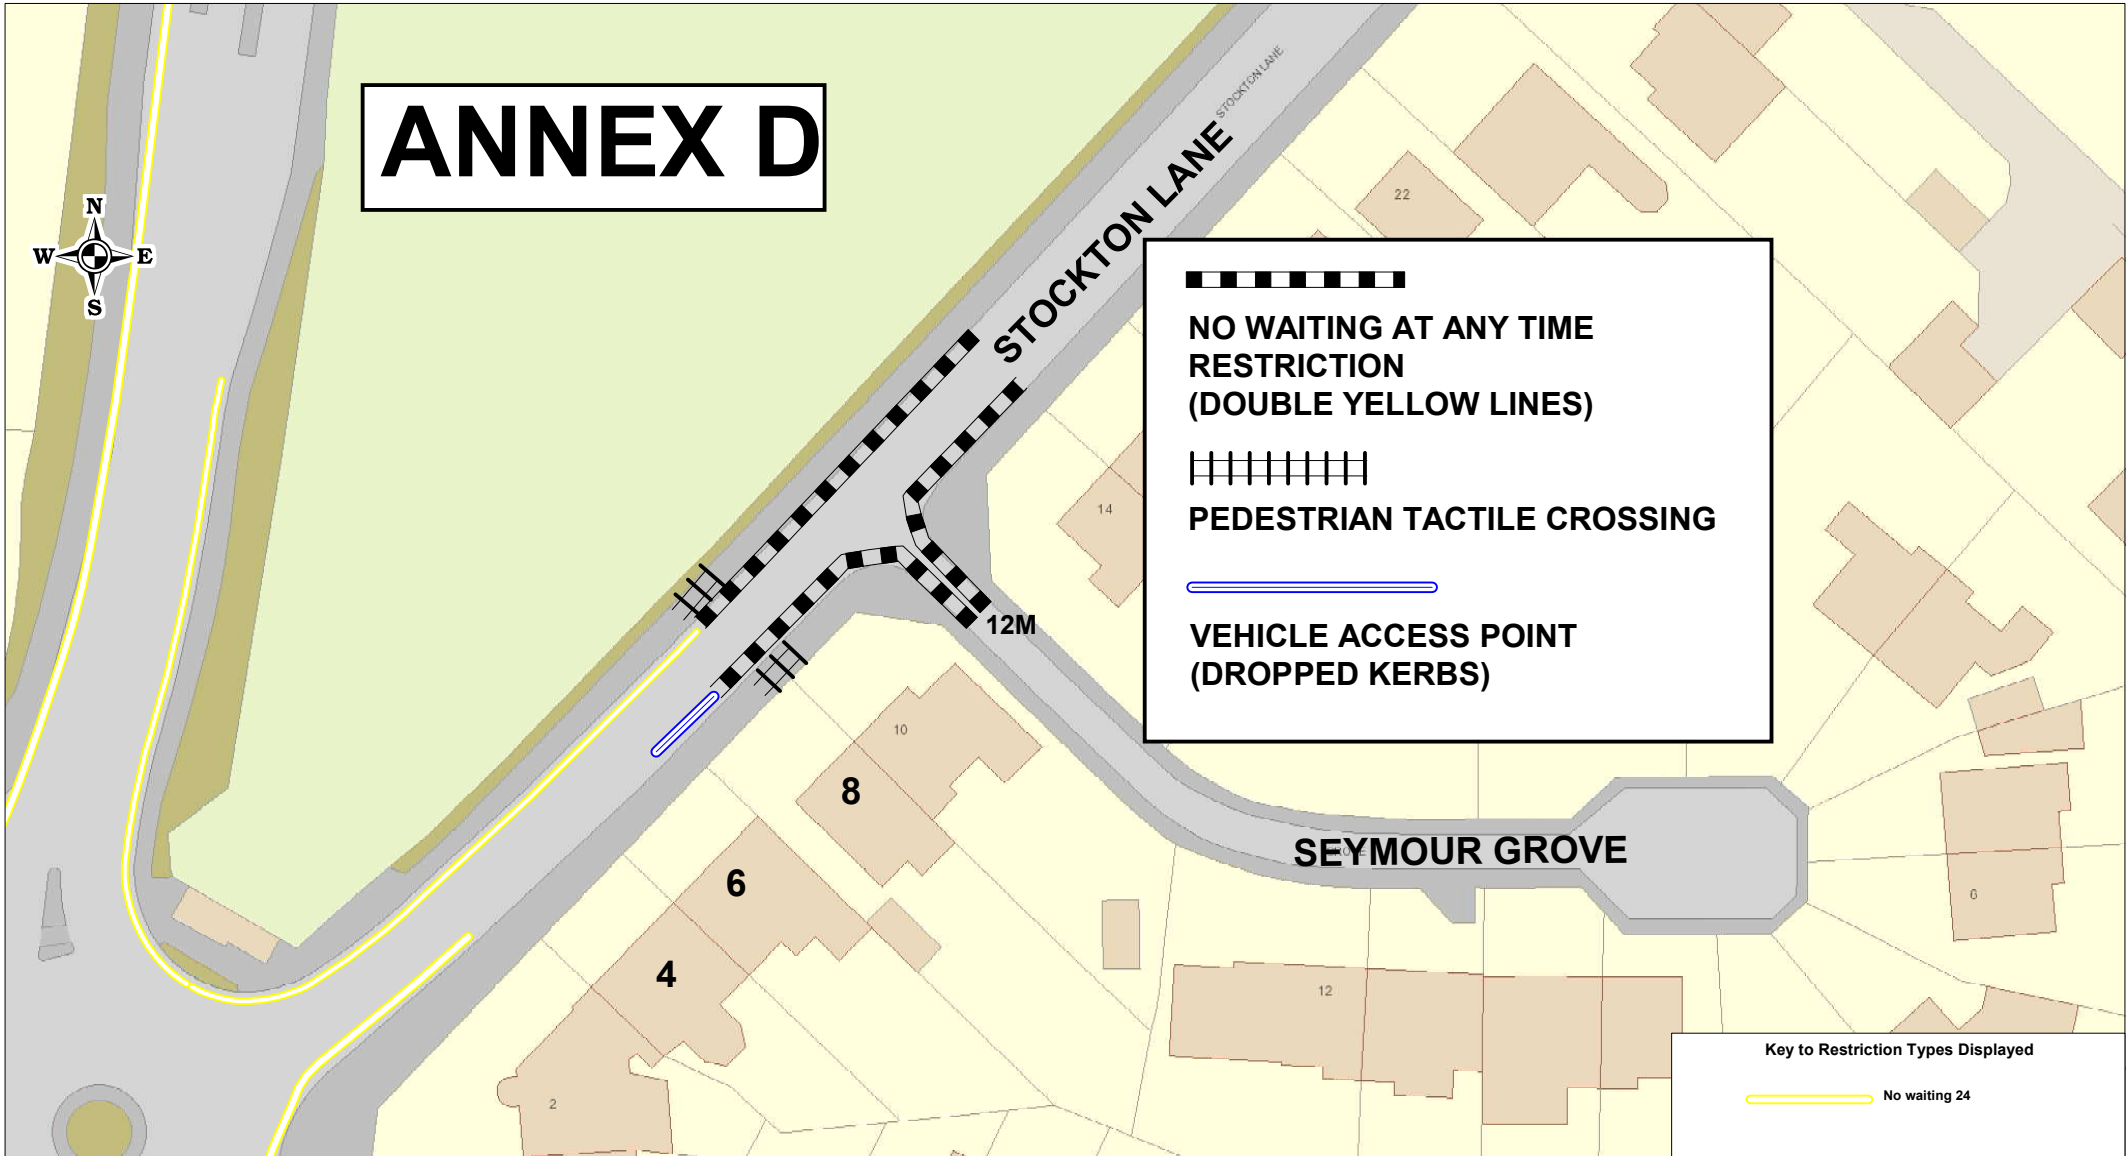 ANNEX D
N
W E
S
STOCKTON LANE
STOCKTON LANE
22
NO WAITING AT ANY TIME
RESTRICTION
(DOUBLE YELLOW LINES)
PEDESTRIAN TACTILE CROSSING
VEHICLE ACCESS POINT
(DROPPED KERBS)
14
12M
10
8
6
4
2
SEYMOUR GROVE
12
6
Key to Restriction Types Displayed
No waiting 24